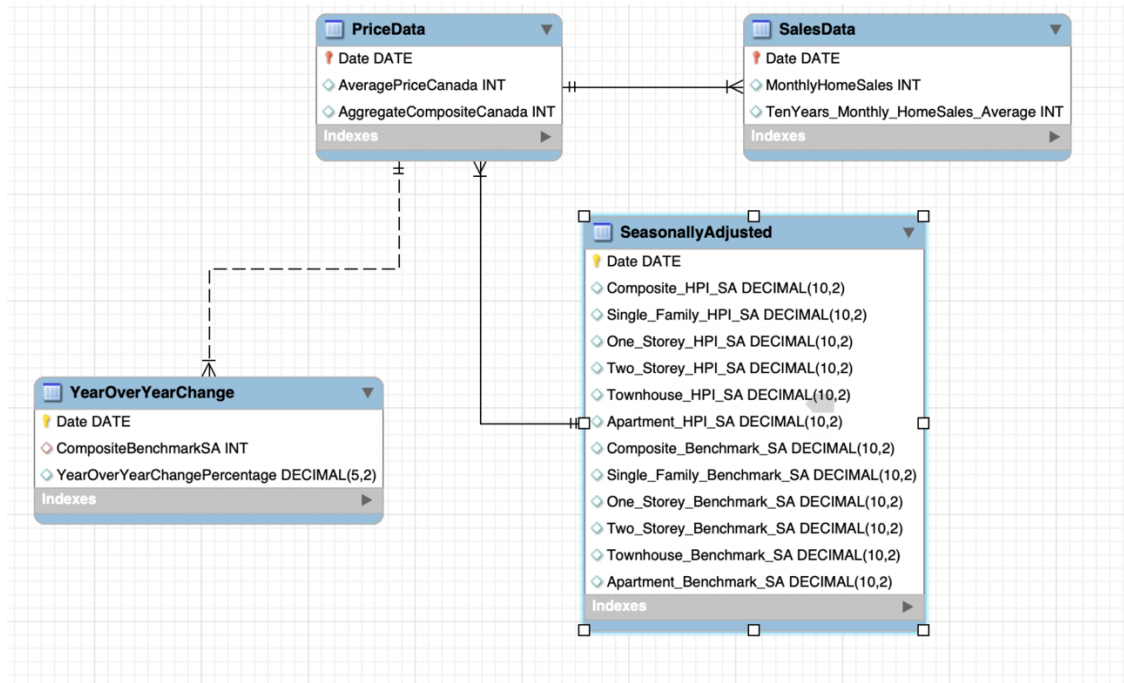 PriceData
Date DATE
AveragePriceCanada INT
AggregateCompositeCanada INT
Indexes
SalesData
Date DATE
MonthlyHomeSales INT
TenYears_Monthly_HomeSales_Average INT
Indexes
SeasonallyAdjusted
Date DATE
Composite_HPI_SA DECIMAL(10,2)
Single_Family_HPI_SA DECIMAL(10,2)
One_Storey_HPI_SA DECIMAL(10,2)
Two_Storey_HPI_SA DECIMAL(10,2)
Townhouse_HPI_SA DECIMAL(10,2)
Apartment_HPI_SA DECIMAL(10,2)
Composite_Benchmark_SA DECIMAL(10,2)
Single_Family_Benchmark_SA DECIMAL(10,2)
One_Storey_Benchmark_SA DECIMAL(10,2)
Two_Storey_Benchmark_SA DECIMAL(10,2)
Townhouse_Benchmark_SA DECIMAL(10,2)
Apartment_Benchmark_SA DECIMAL(10,2)
Indexes
YearOverYearChange
Date DATE
CompositeBenchmarkSA INT
YearOverYearChangePercentage DECIMAL(5,2)
Indexes